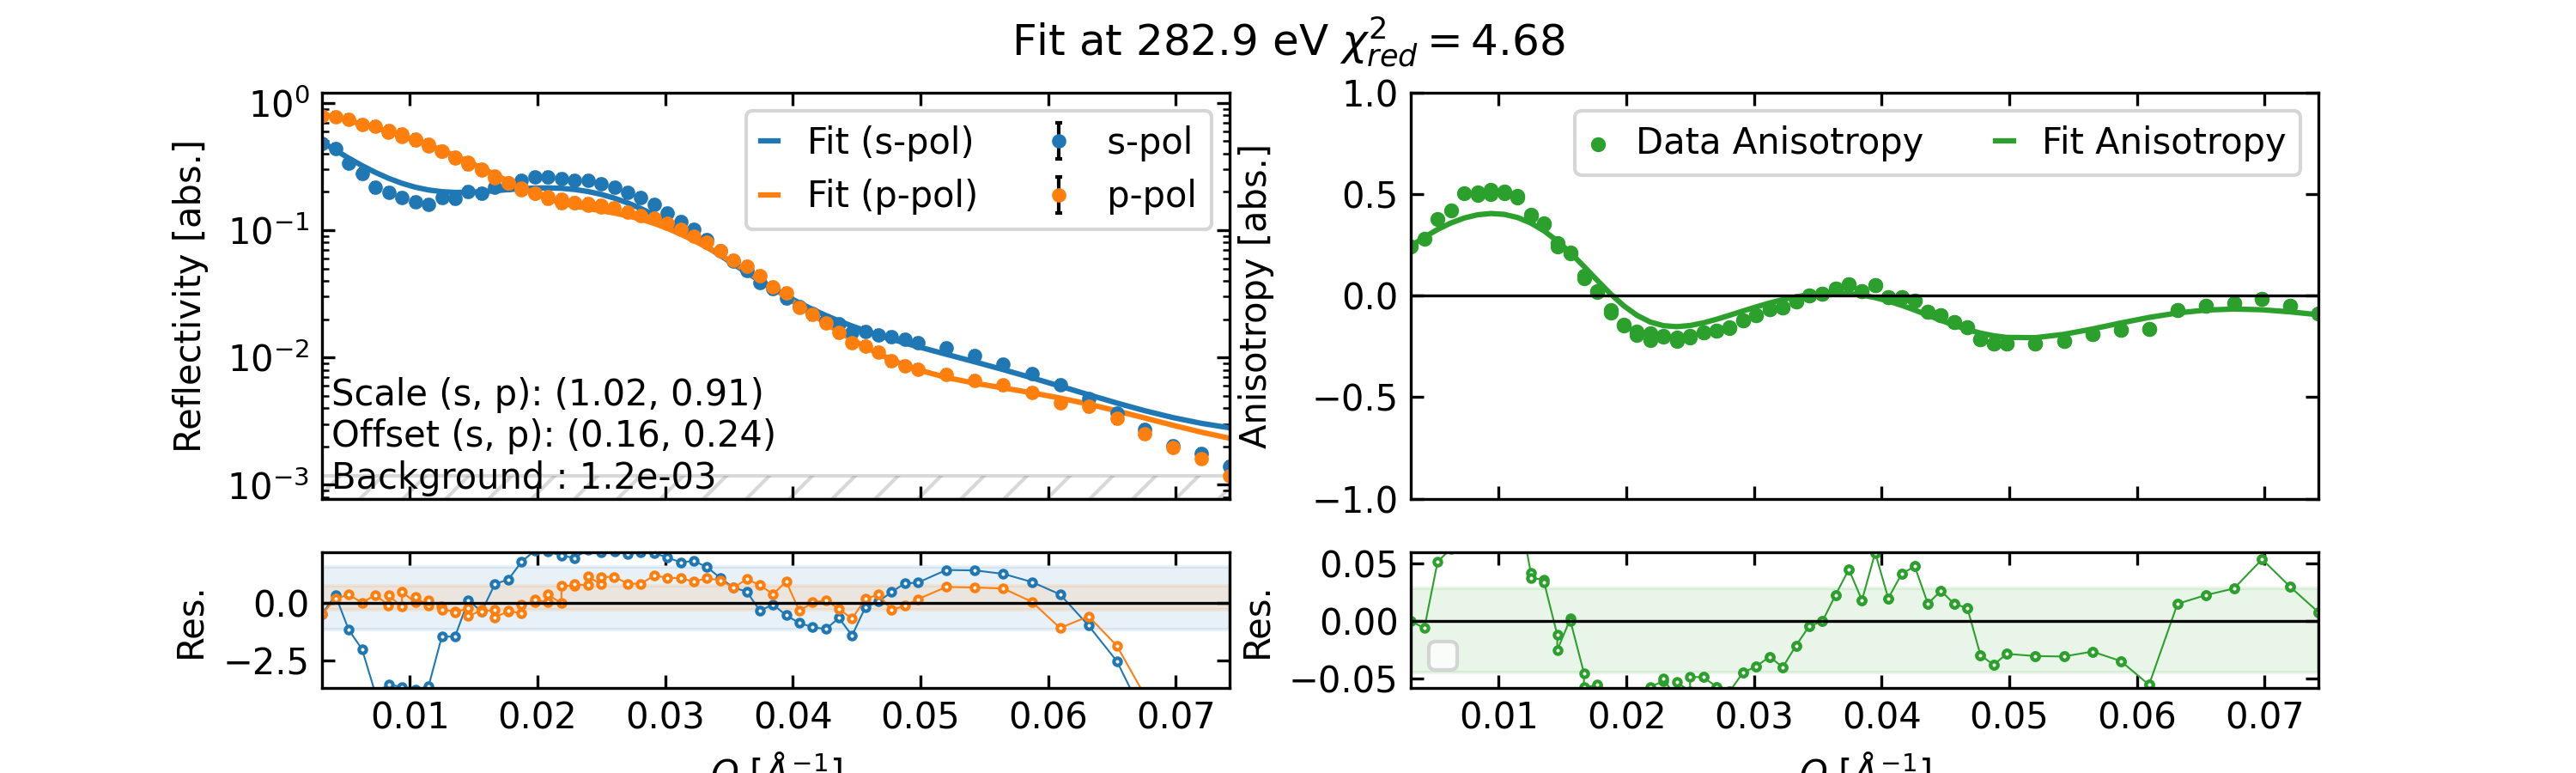 Fit at 282.9 eV χ²_red = 4.68
Reflectivity [abs.]
10⁰
10⁻¹
10⁻²
10⁻³
Fit (s-pol) s-pol
Fit (p-pol) p-pol
Scale (s, p): (1.02, 0.91)
Offset (s, p): (0.16, 0.24)
Background : 1.2e-03
Anisotropy [abs.]
1.0
0.5
0.0
−0.5
−1.0
Data Anisotropy Fit Anisotropy
Res.
0.0
−2.5
0.01 0.02 0.03 0.04 0.05 0.06 0.07
Q [Å⁻¹]
Res.
0.05
0.00
−0.05
0.01 0.02 0.03 0.04 0.05 0.06 0.07
Q [Å⁻¹]